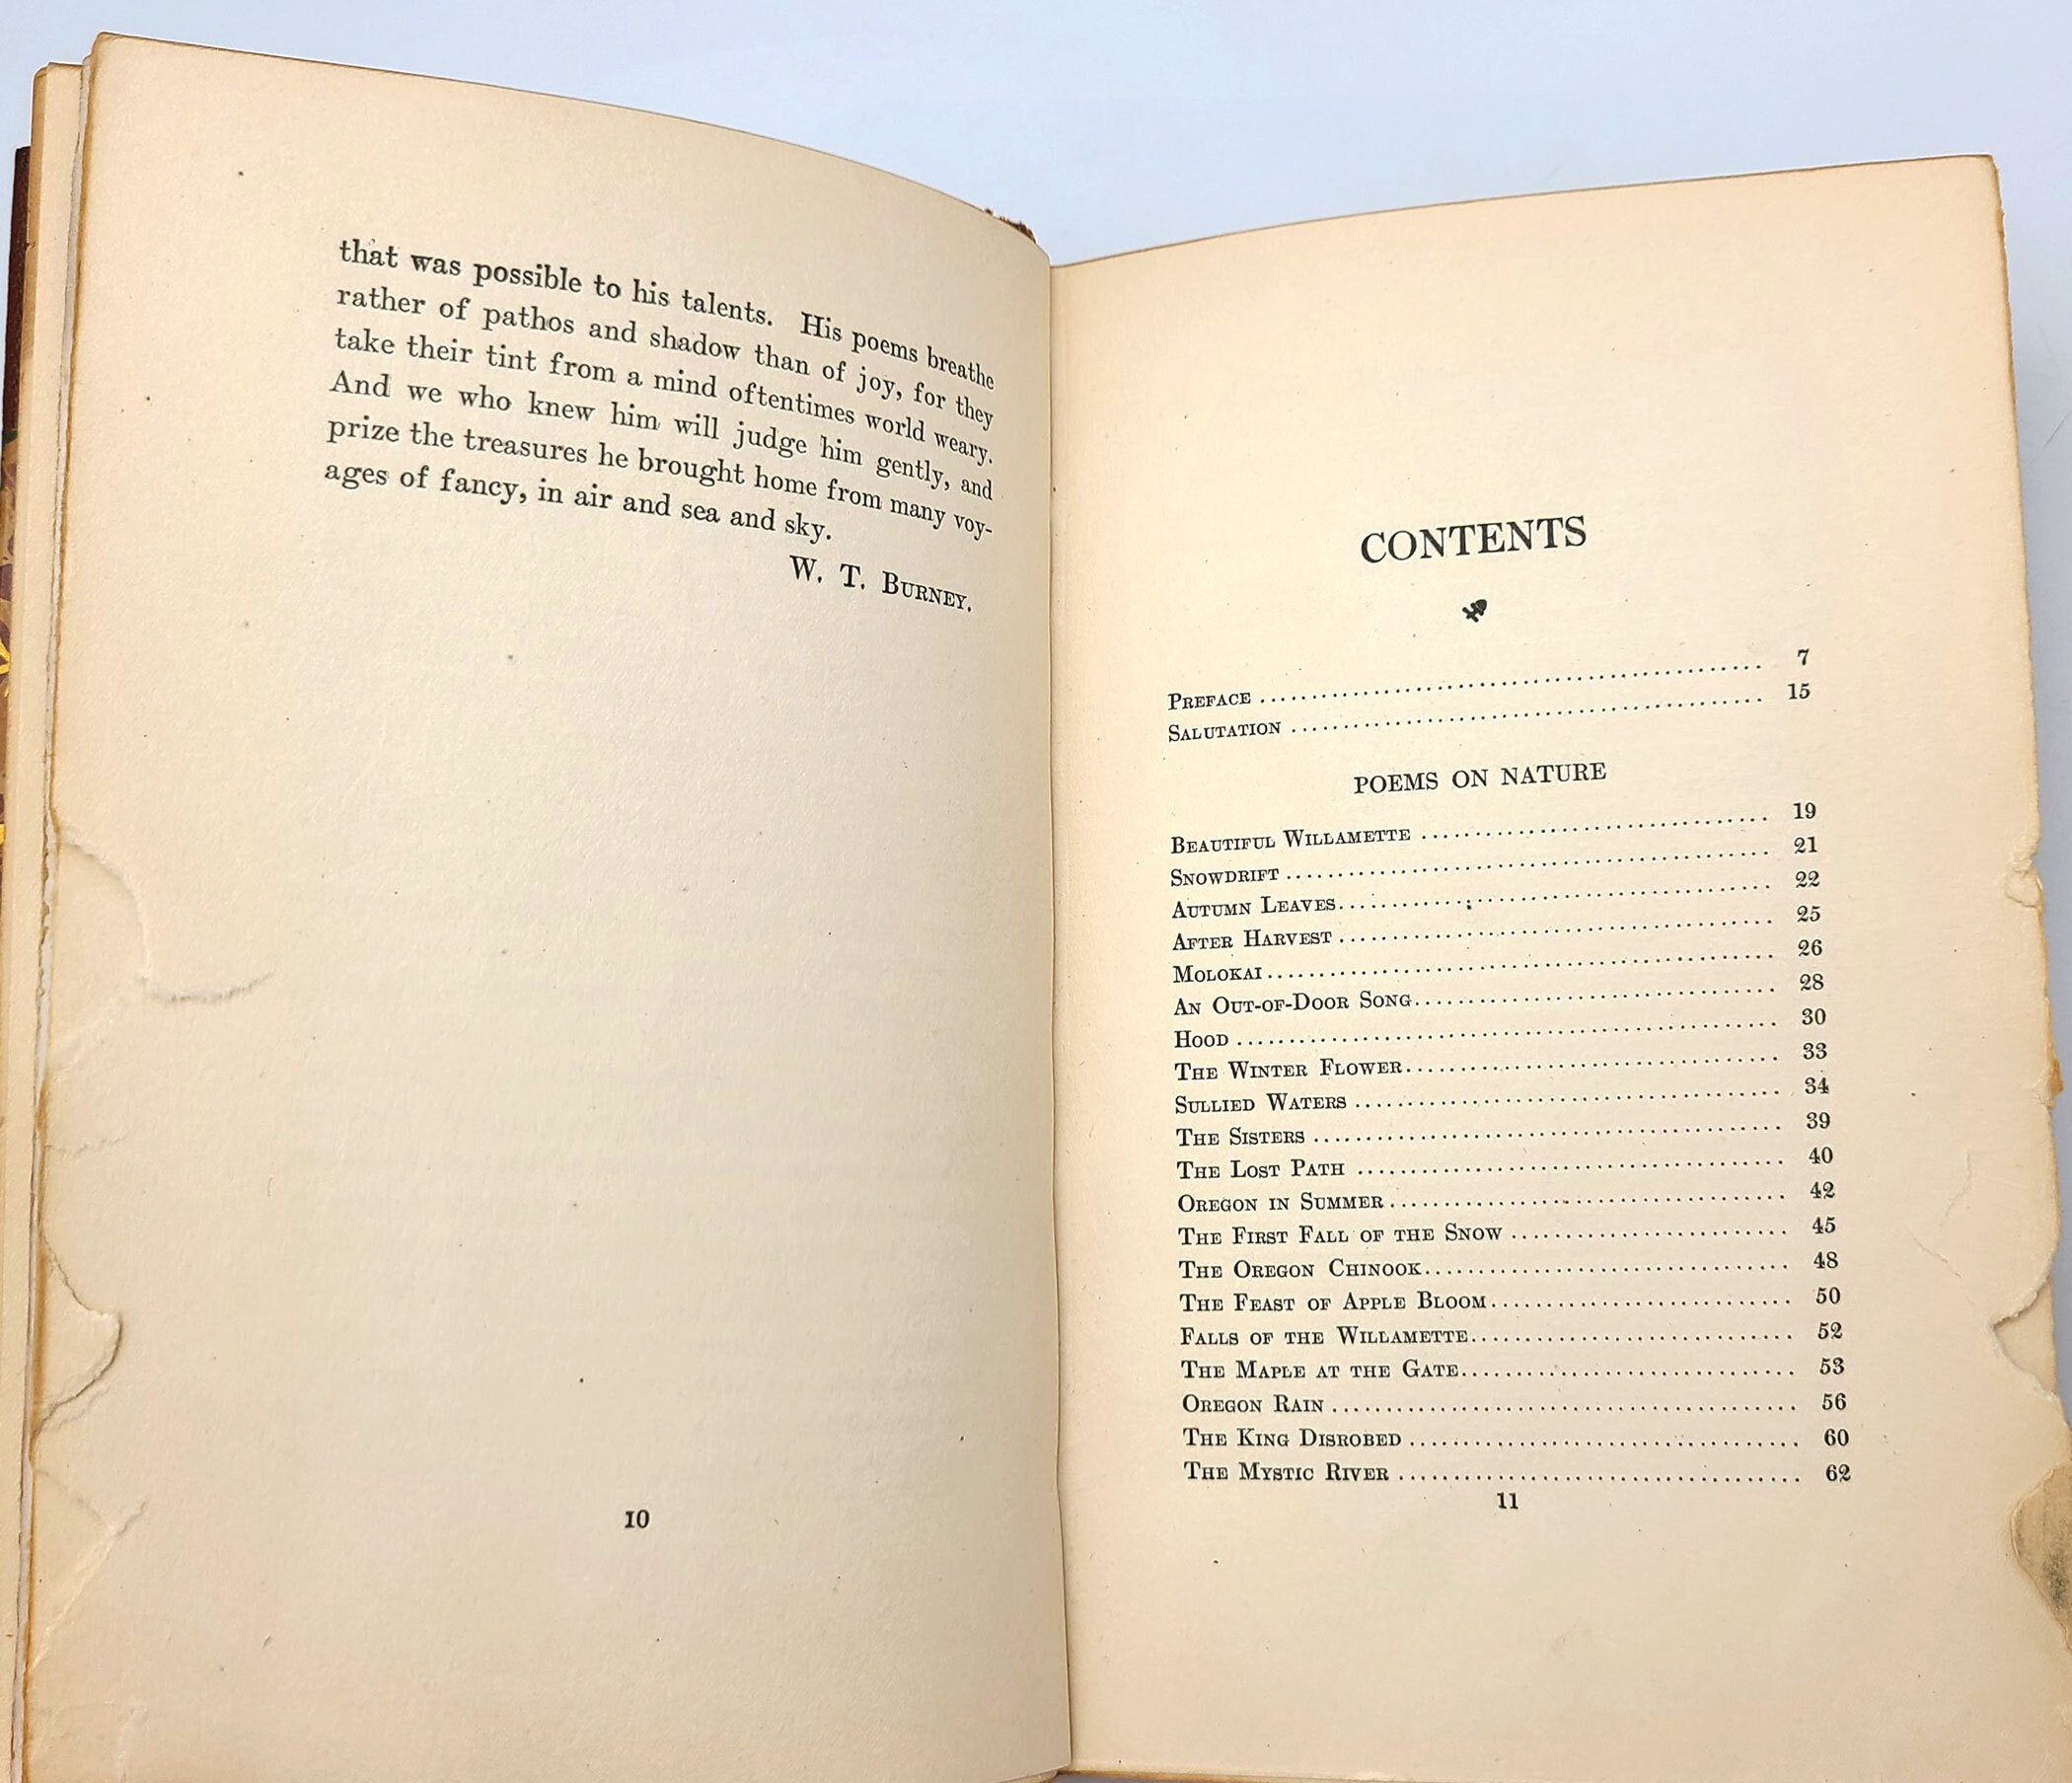 that was possible to his talents. His poems breathe
rather of pathos and shadow than of joy, for they
take their tint from a mind oftentimes world weary.
And we who knew him will judge him gently, and
prize the treasures he brought home from many voy-
ages of fancy, in air and sea and sky.
W. T. BURNEY.
10
CONTENTS
PREFACE ........................................ 7
SALUTATION ........................................ 15
POEMS ON NATURE
BEAUTIFUL WILLAMETTE ........................................ 19
SNOWDRIFT ........................................ 21
AUTUMN LEAVES ........................................ 22
AFTER HARVEST ........................................ 25
MOLOKAI ........................................ 26
AN OUT-OF-DOOR SONG ........................................ 28
HOOD ........................................ 30
THE WINTER FLOWER ........................................ 33
SULLIED WATERS ........................................ 34
THE SISTERS ........................................ 39
THE LOST PATH ........................................ 40
OREGON IN SUMMER ........................................ 42
THE FIRST FALL OF THE SNOW ........................................ 45
THE OREGON CHINOOK ........................................ 48
THE FEAST OF APPLE BLOOM ........................................ 50
FALLS OF THE WILLAMETTE ........................................ 52
THE MAPLE AT THE GATE ........................................ 53
OREGON RAIN ........................................ 56
THE KING DISROBED ........................................ 60
THE MYSTIC RIVER ........................................ 62
11